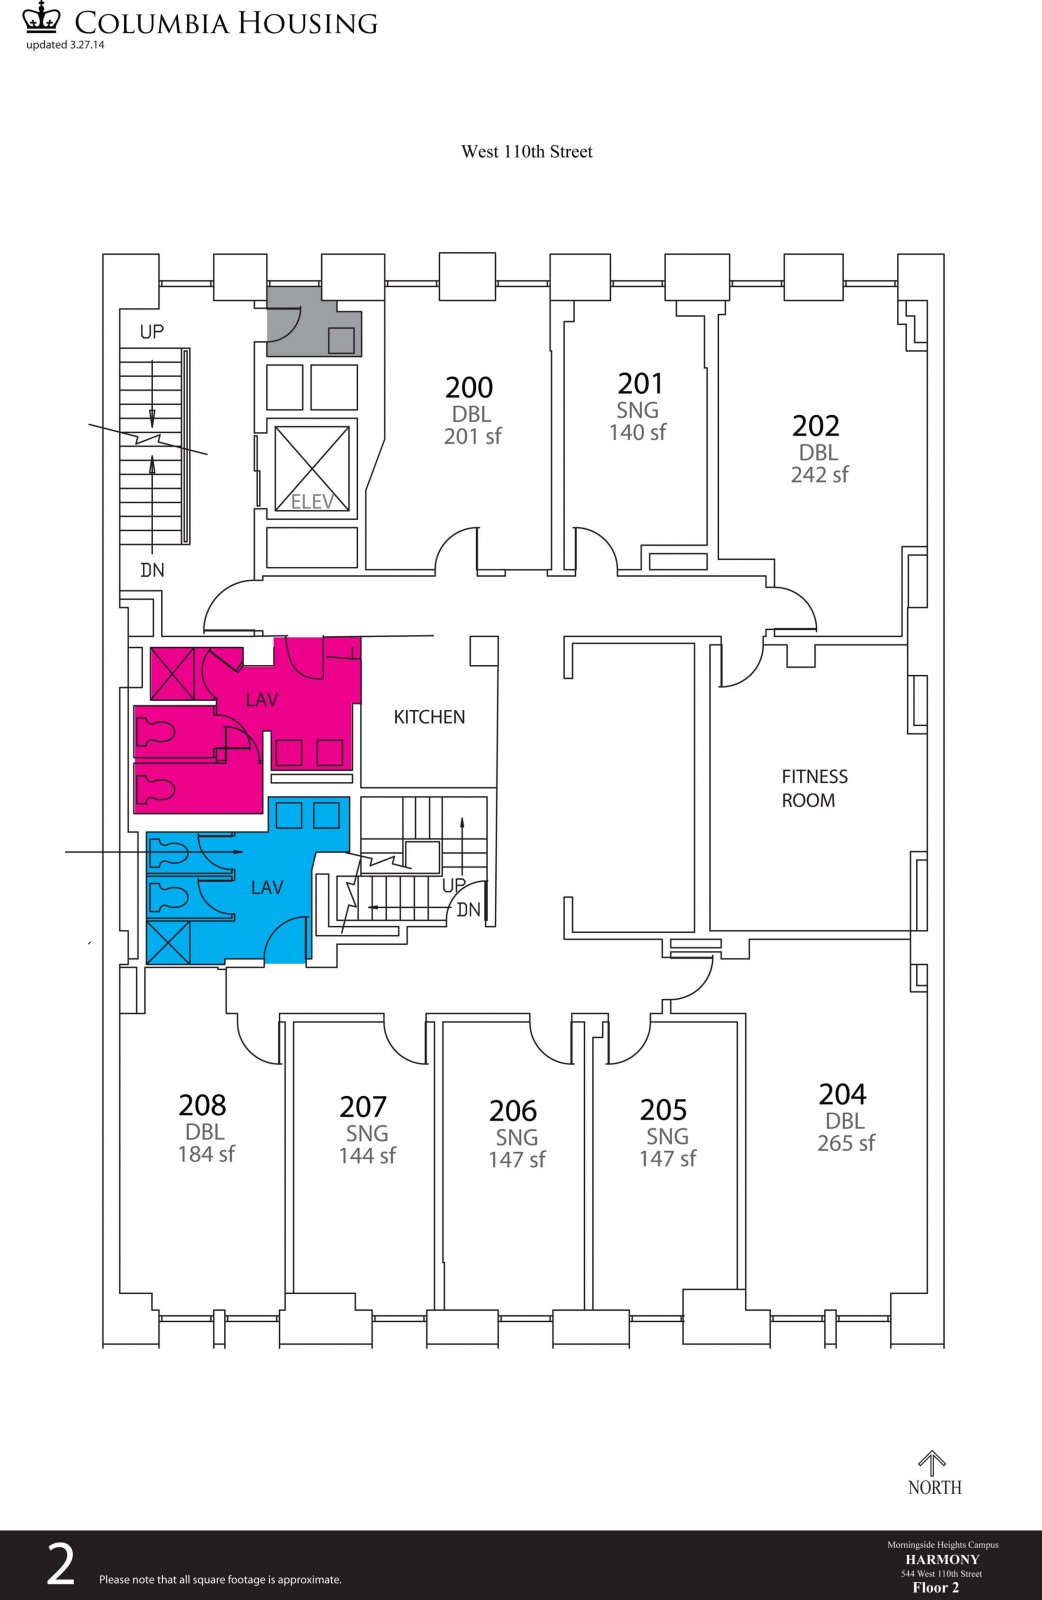 COLUMBIA HOUSING
updated 3.27.14
West 110th Street
UP
DN
ELEV
200
DBL
201 sf
201
SNG
140 sf
202
DBL
242 sf
LAV
KITCHEN
FITNESS
ROOM
LAV
UP
DN
208
DBL
184 sf
207
SNG
144 sf
206
SNG
147 sf
205
SNG
147 sf
204
DBL
265 sf
NORTH
2
Please note that all square footage is approximate.
Morningside Heights Campus
HARMONY
544 West 110th Street
Floor 2